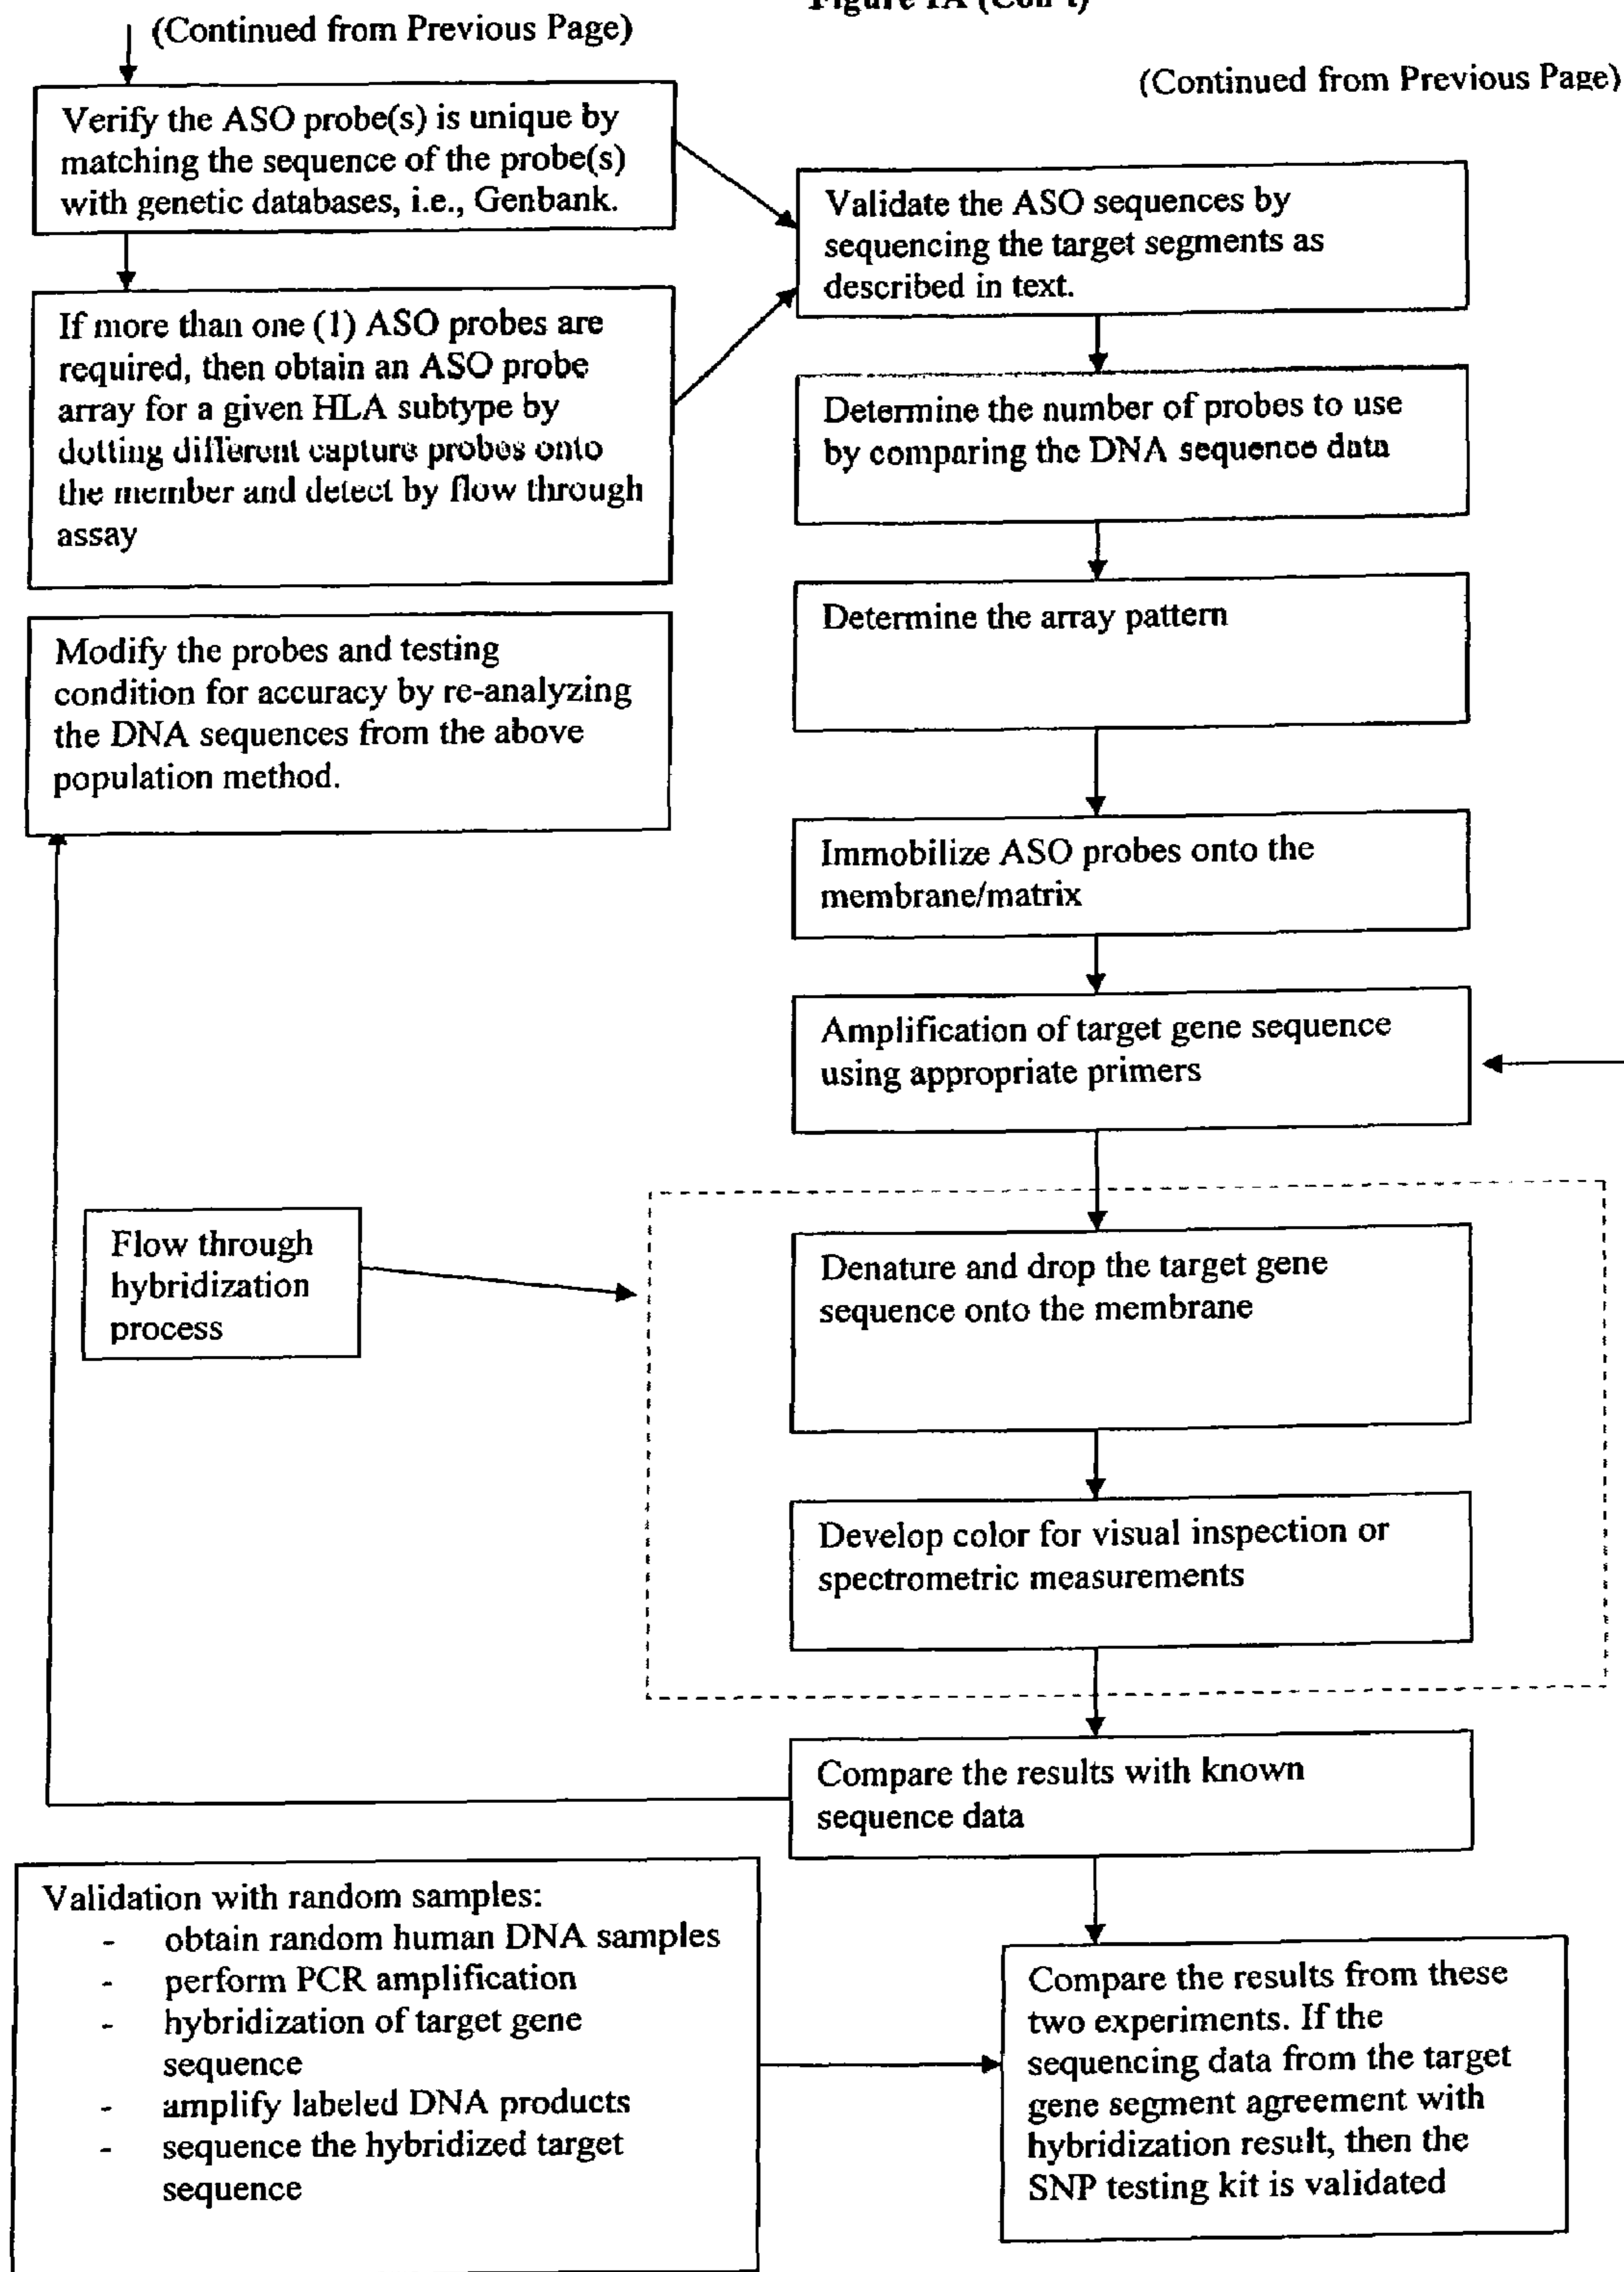 Figure 1A (Con't)
(Continued from Previous Page)
(Continued from Previous Page)
Verify the ASO probe(s) is unique by
matching the sequence of the probe(s)
with genetic databases, i.e., Genbank.
Validate the ASO sequences by
sequencing the target segments as
described in text.
If more than one (1) ASO probes are
required, then obtain an ASO probe
array for a given HLA subtype by
dotting different capture probes onto
the member and detect by flow through
assay
Determine the number of probes to use
by comparing the DNA sequence data
Determine the array pattern
Modify the probes and testing
condition for accuracy by re-analyzing
the DNA sequences from the above
population method.
Immobilize ASO probes onto the
membrane/matrix
Amplification of target gene sequence
using appropriate primers
Flow through
hybridization
process
Denature and drop the target gene
sequence onto the membrane
Develop color for visual inspection or
spectrometric measurements
Compare the results with known
sequence data
Validation with random samples:
- obtain random human DNA samples
- perform PCR amplification
- hybridization of target gene
sequence
- amplify labeled DNA products
- sequence the hybridized target
sequence
Compare the results from these
two experiments. If the
sequencing data from the target
gene segment agreement with
hybridization result, then the
SNP testing kit is validated